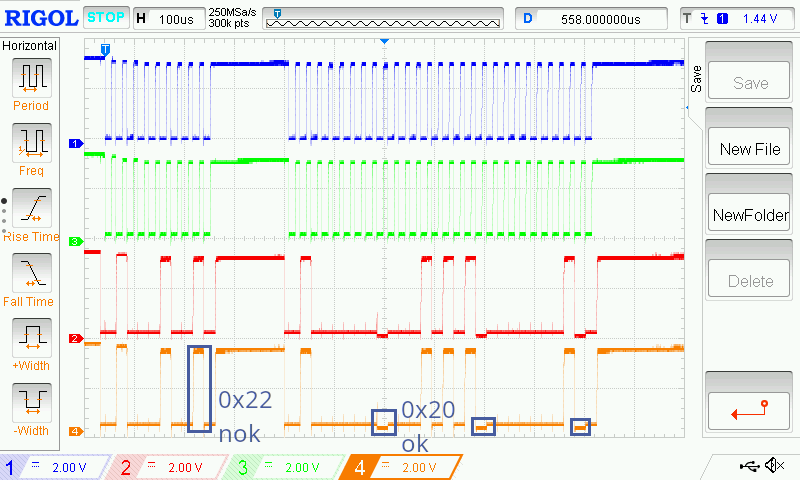 RIGOL STOP H 100us 250MSa/s 300k pts D 558.000000us T 1 1.44 V
Horizontal
Period
Freq
Rise Time
Fall Time
+Width
-Width
T
1
3
2
4
0x22
nok
0x20
ok
Save
Save
New File
NewFolder
Delete
1 2.00 V 2 2.00 V 3 2.00 V 4 2.00 V